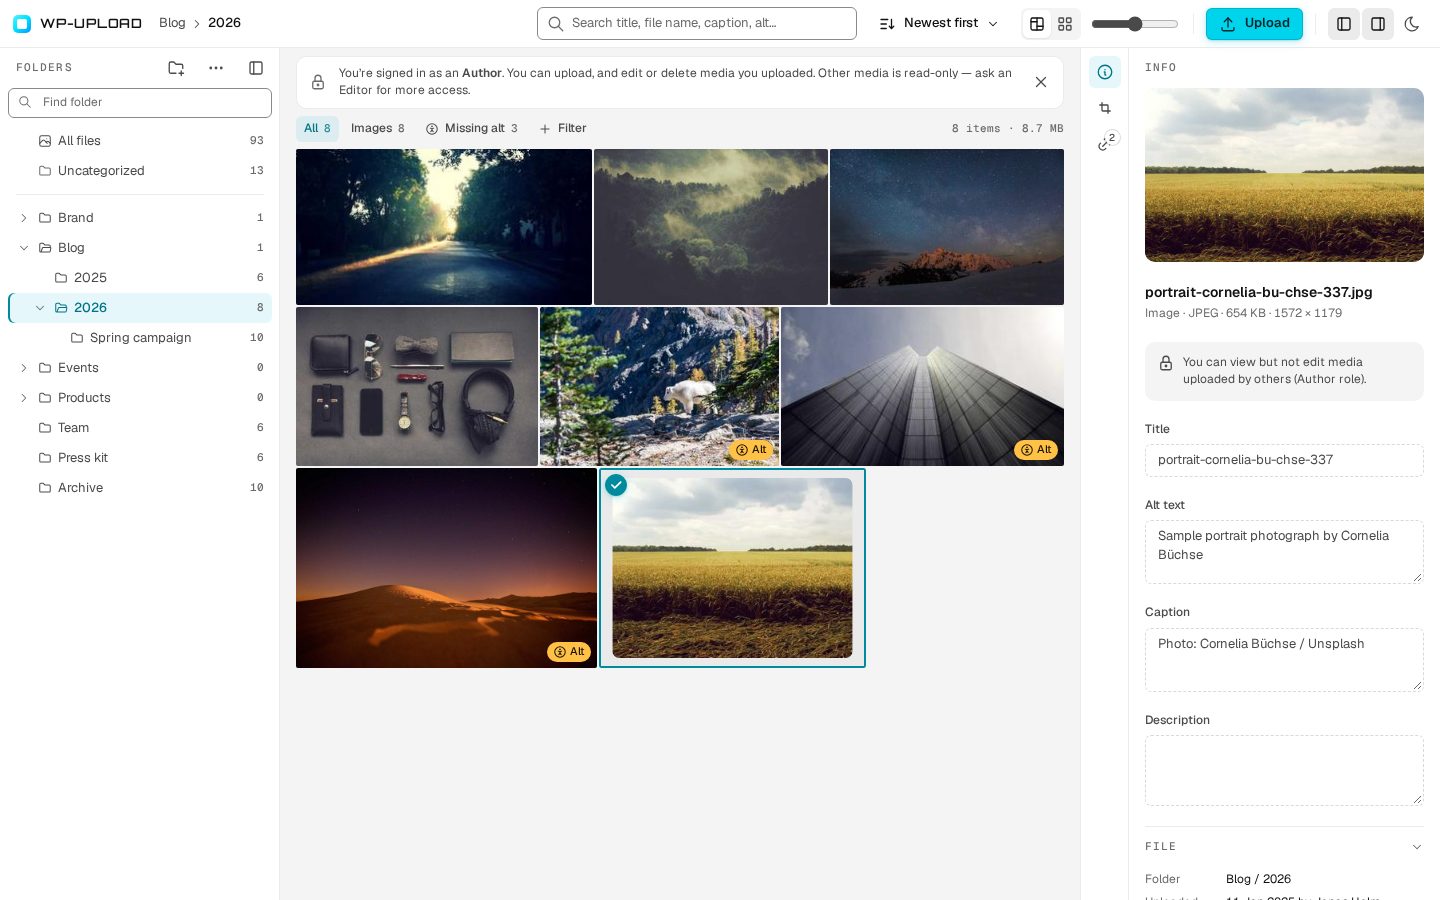 WP-UPLOAD
Blog > 2026
Search title, file name, caption, alt...
Newest first
Upload
FOLDERS
Find folder
All files 93
Uncategorized 13
Brand 1
Blog 1
2025 6
2026 8
Spring campaign 10
Events 0
Products 0
Team 6
Press kit 6
Archive 10
You're signed in as an Author. You can upload, and edit or delete media you uploaded. Other media is read-only — ask an
Editor for more access.
All 8
Images 8
Missing alt 3
Filter
8 items · 8.7 MB
Alt
Alt
Alt
2
INFO
portrait-cornelia-bu-chse-337.jpg
Image · JPEG · 654 KB · 1572 × 1179
You can view but not edit media
uploaded by others (Author role).
Title
portrait-cornelia-bu-chse-337
Alt text
Sample portrait photograph by Cornelia
Büchse
Caption
Photo: Cornelia Büchse / Unsplash
Description
FILE
Folder Blog / 2026